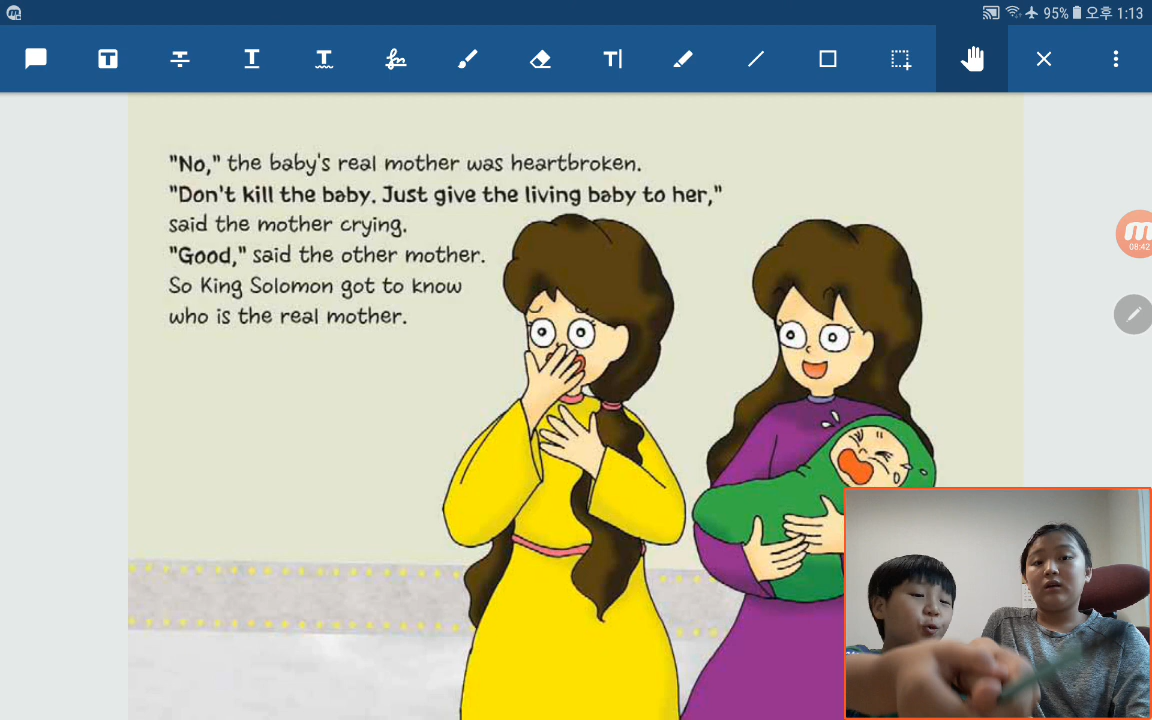 95% 오후 1:13
"No," the baby's real mother was heartbroken.
"Don't kill the baby. Just give the living baby to her,"
said the mother crying.
"Good," said the other mother.
So King Solomon got to know
who is the real mother.
08:42